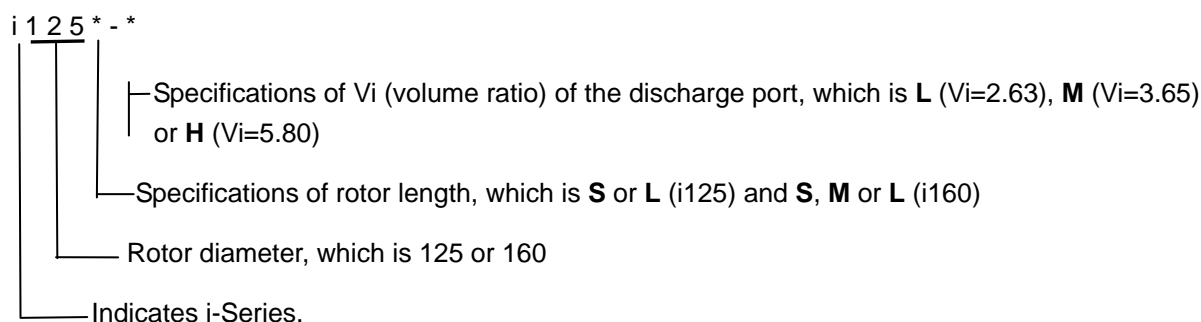 i 1 2 5 * - *
Specifications of Vi (volume ratio) of the discharge port, which is L (Vi=2.63), M (Vi=3.65)
or H (Vi=5.80)
Specifications of rotor length, which is S or L (i125) and S, M or L (i160)
Rotor diameter, which is 125 or 160
Indicates i-Series.